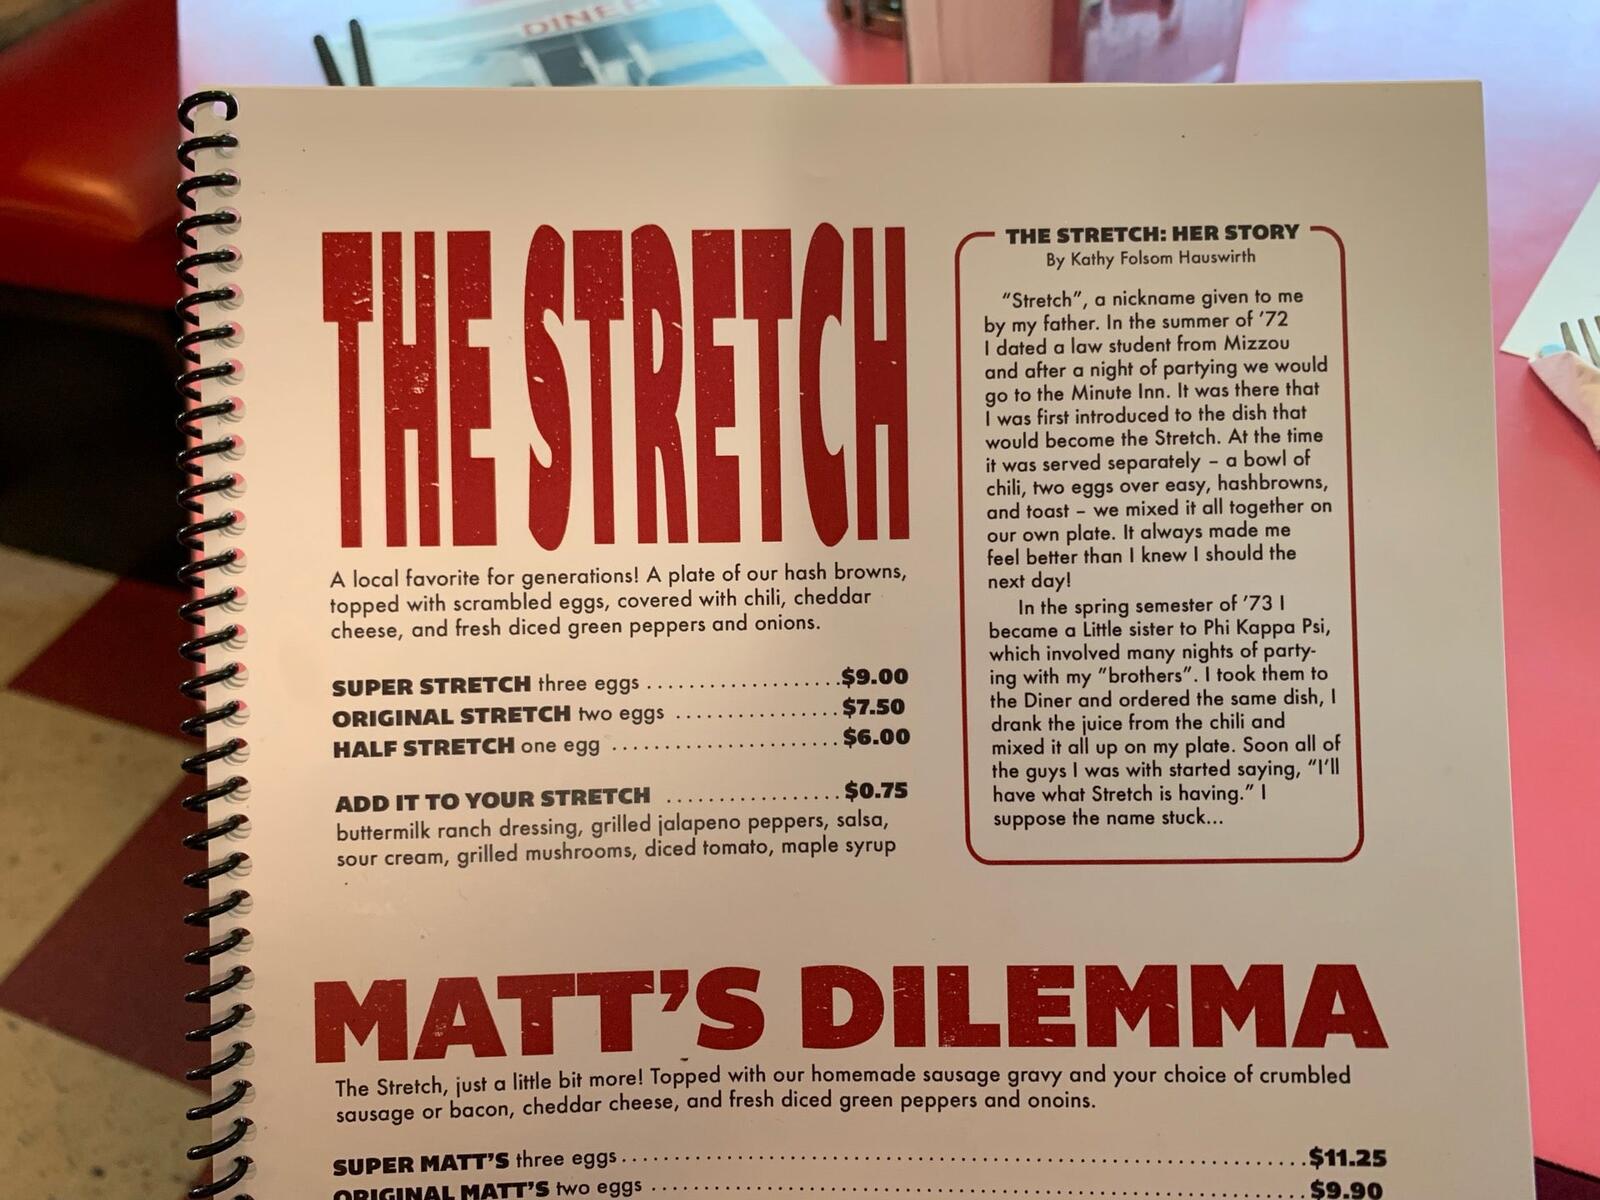 DINER
THE STRETCH
A local favorite for generations! A plate of our hash browns,
topped with scrambled eggs, covered with chili, cheddar
cheese, and fresh diced green peppers and onions.
SUPER STRETCH three eggs ................... $9.00
ORIGINAL STRETCH two eggs ................ $7.50
HALF STRETCH one egg ....................... $6.00
ADD IT TO YOUR STRETCH ................. $0.75
buttermilk ranch dressing, grilled jalapeno peppers, salsa,
sour cream, grilled mushrooms, diced tomato, maple syrup
THE STRETCH: HER STORY
By Kathy Folsom Hauswirth
“Stretch”, a nickname given to me
by my father. In the summer of ’72
I dated a law student from Mizzou
and after a night of partying we would
go to the Minute Inn. It was there that
I was first introduced to the dish that
would become the Stretch. At the time
it was served separately – a bowl of
chili, two eggs over easy, hashbrowns,
and toast – we mixed it all together on
our own plate. It always made me
feel better than I knew I should the
next day!
In the spring semester of ’73 I
became a Little sister to Phi Kappa Psi,
which involved many nights of party-
ing with my ”brothers”. I took them to
the Diner and ordered the same dish, I
drank the juice from the chili and
mixed it all up on my plate. Soon all of
the guys I was with started saying, “I’ll
have what Stretch is having.” I
suppose the name stuck...
MATT’S DILEMMA
The Stretch, just a little bit more! Topped with our homemade sausage gravy and your choice of crumbled
sausage or bacon, cheddar cheese, and fresh diced green peppers and onoins.
SUPER MATT’S three eggs ................................................................ $11.25
ORIGINAL MATT’S two eggs ............................................................. $9.90